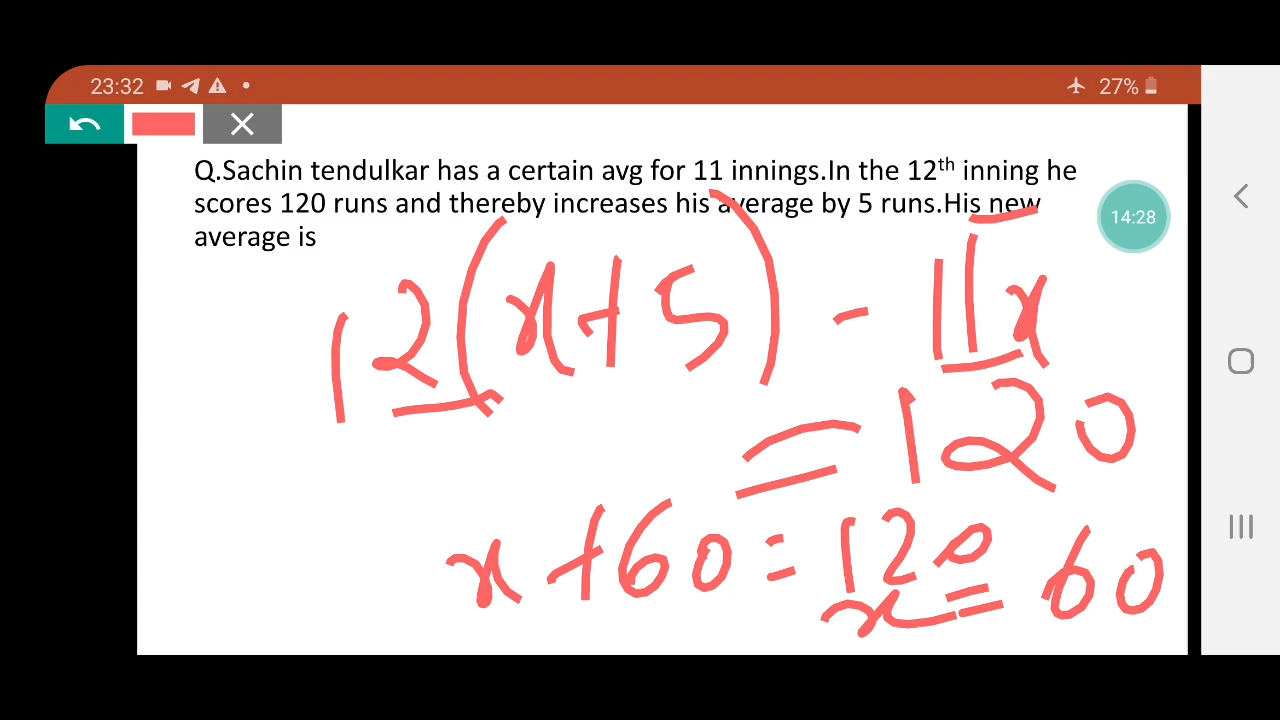 23:32
27%
Q.Sachin tendulkar has a certain avg for 11 innings.In the 12th inning he
14:28
scores 120 runs and thereby increases his average by 5 runs.His new
average is
12(x+5) - 11x
= 120
x + 60 = 120
x = 60